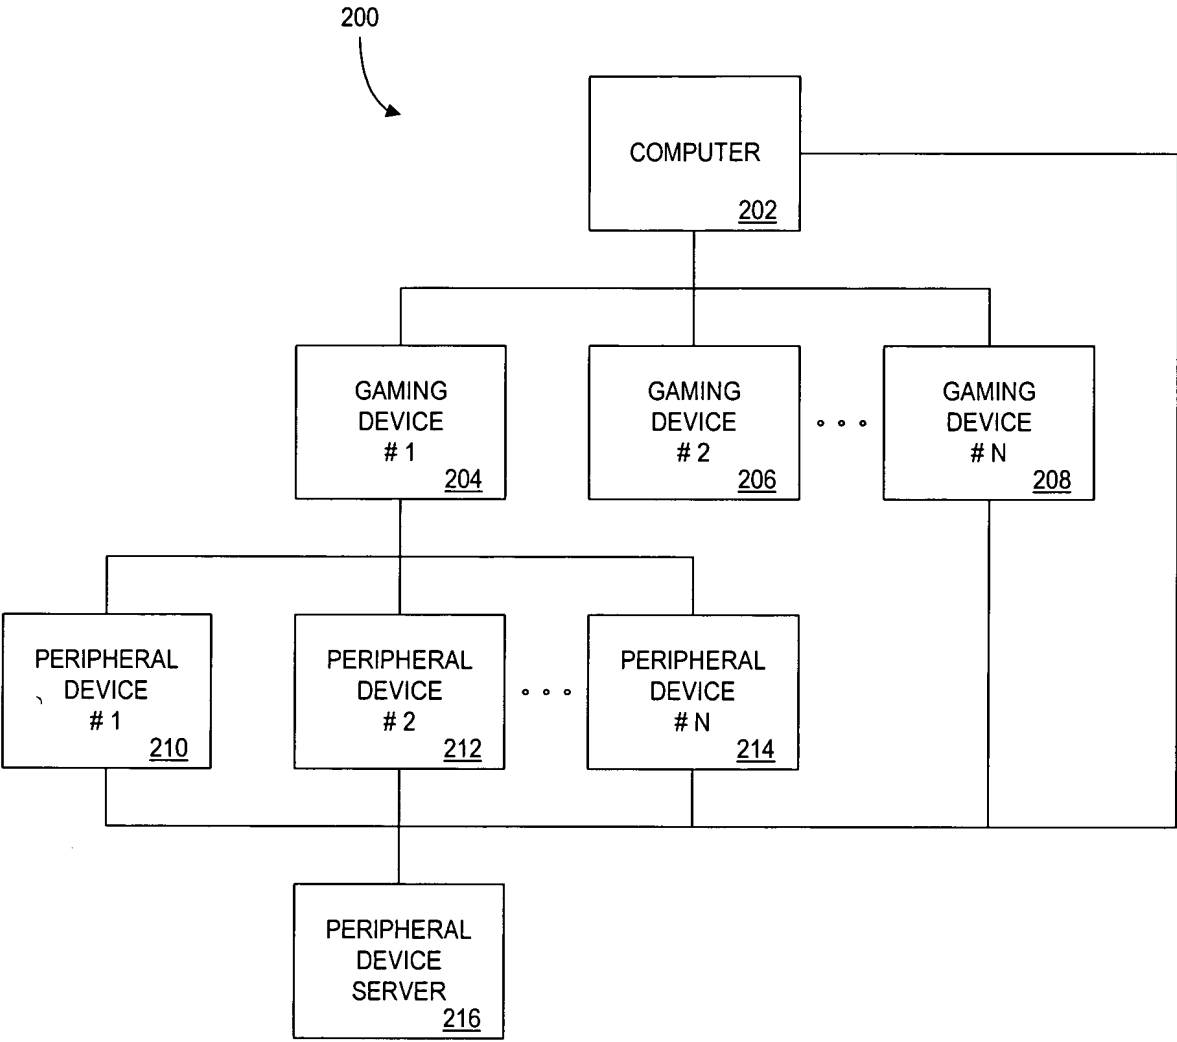 200
COMPUTER
202
GAMING
DEVICE
# 1
204
GAMING
DEVICE
# 2
206
GAMING
DEVICE
# N
208
PERIPHERAL
DEVICE
# 1
210
PERIPHERAL
DEVICE
# 2
212
PERIPHERAL
DEVICE
# N
214
PERIPHERAL
DEVICE
SERVER
216